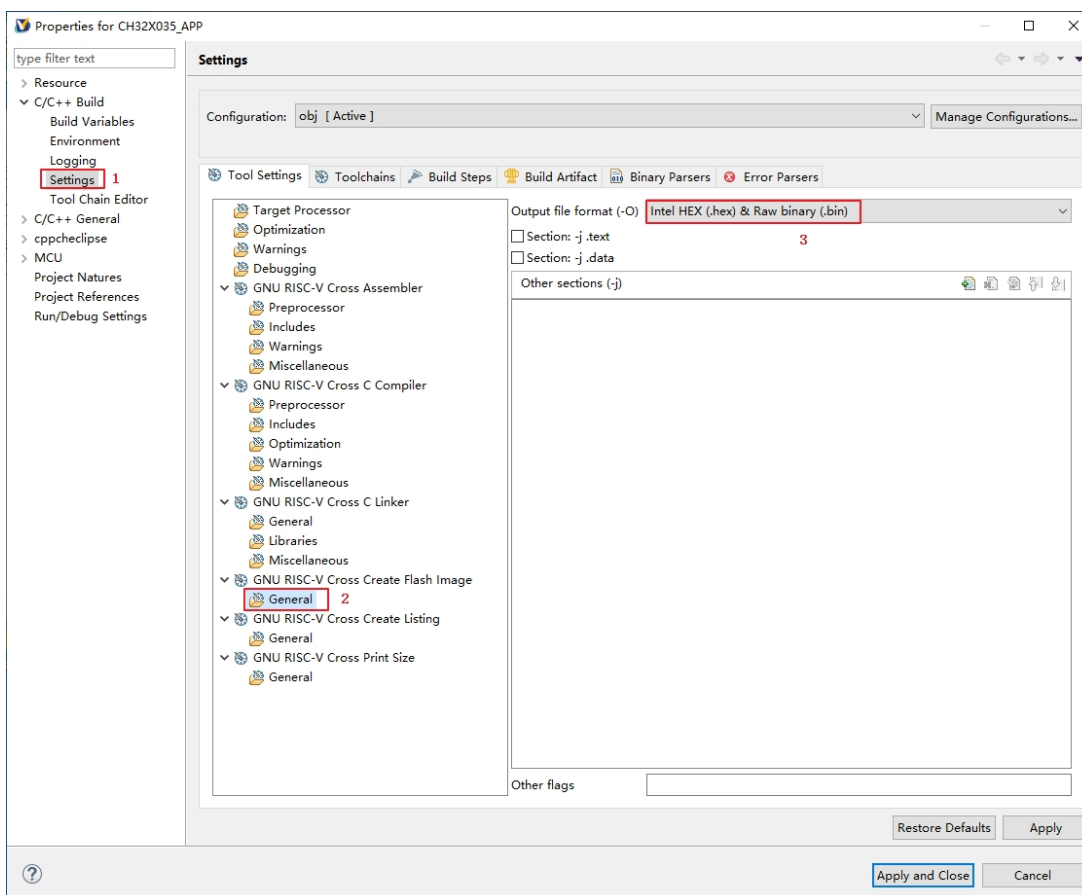 Properties for CH32X035_APP
type filter text
Settings
Resource
C/C++ Build
Build Variables
Environment
Logging
Settings 1
Tool Chain Editor
C/C++ General
cppcheclipse
MCU
Project Natures
Project References
Run/Debug Settings
Configuration: obj [ Active ] Manage Configurations...
Tool Settings Toolchains Build Steps Build Artifact Binary Parsers Error Parsers
Target Processor
Optimization
Warnings
Debugging
GNU RISC-V Cross Assembler
Preprocessor
Includes
Warnings
Miscellaneous
GNU RISC-V Cross C Compiler
Preprocessor
Includes
Optimization
Warnings
Miscellaneous
GNU RISC-V Cross C Linker
General
Libraries
Miscellaneous
GNU RISC-V Cross Create Flash Image
General 2
GNU RISC-V Cross Create Listing
General
GNU RISC-V Cross Print Size
General
Output file format (-O) Intel HEX (.hex) & Raw binary (.bin)
3
Section: -j .text
Section: -j .data
Other sections (-j)
Other flags
Restore Defaults Apply
? Apply and Close Cancel